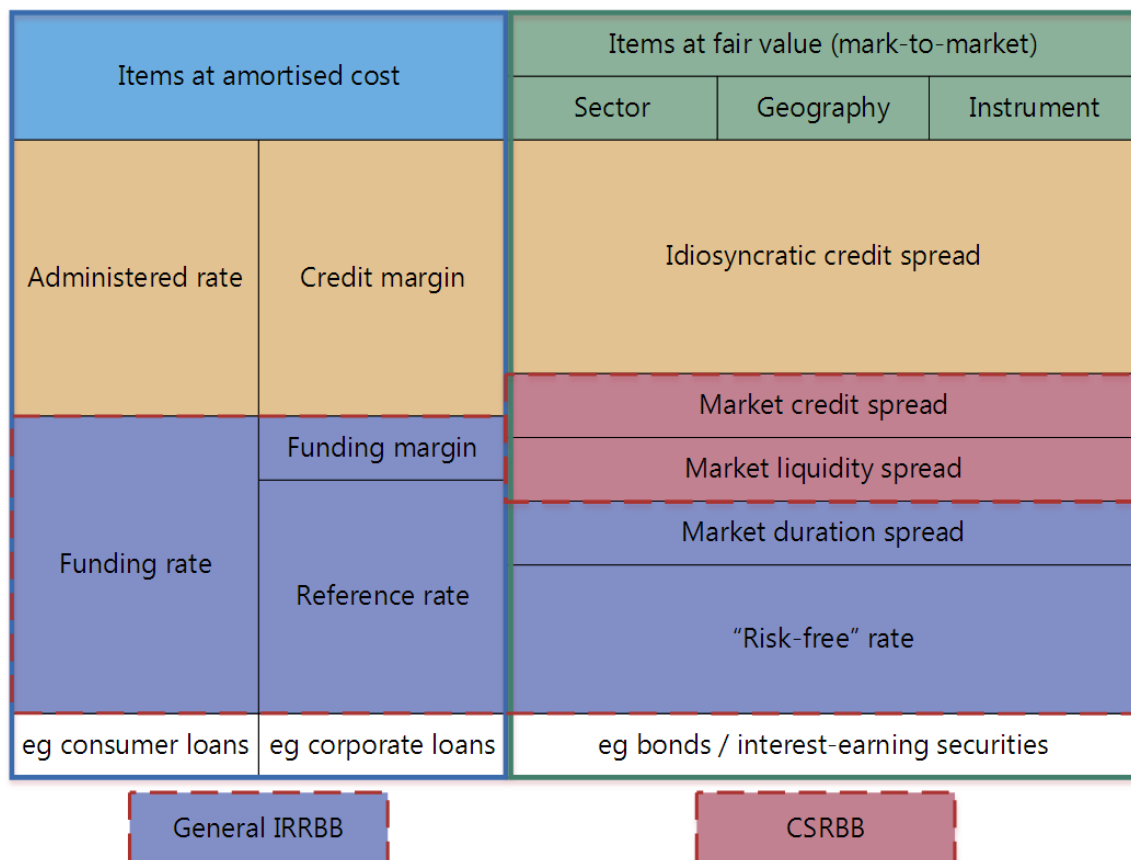 Items at amortised cost
Items at fair value (mark-to-market)
Sector
Geography
Instrument
Administered rate
Credit margin
Idiosyncratic credit spread
Market credit spread
Funding margin
Market liquidity spread
Market duration spread
Funding rate
Reference rate
“Risk-free” rate
eg consumer loans
eg corporate loans
eg bonds / interest-earning securities
General IRRBB
CSRBB